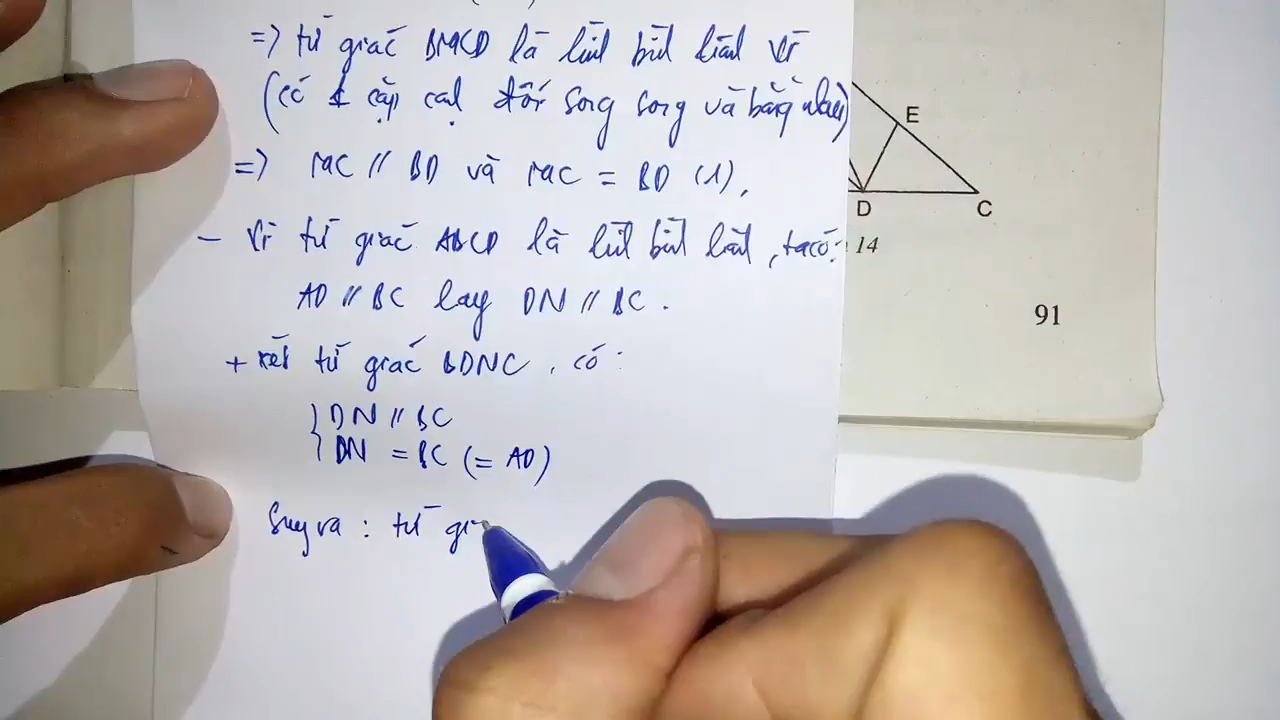 => tứ giác BMCD là hình bình hành vì
(có 1 cặp cạnh đối song song và bằng nhau)
=> MC // BD và MC = BD (1).
- Vì tứ giác ABCD là hình bình hành, ta có:
AD // BC hay DN // BC.
+ Xét tứ giác BDNC, có:
{ DN // BC
DN = BC (= AD)
Suy ra: tứ gi
E
D
C
14
91